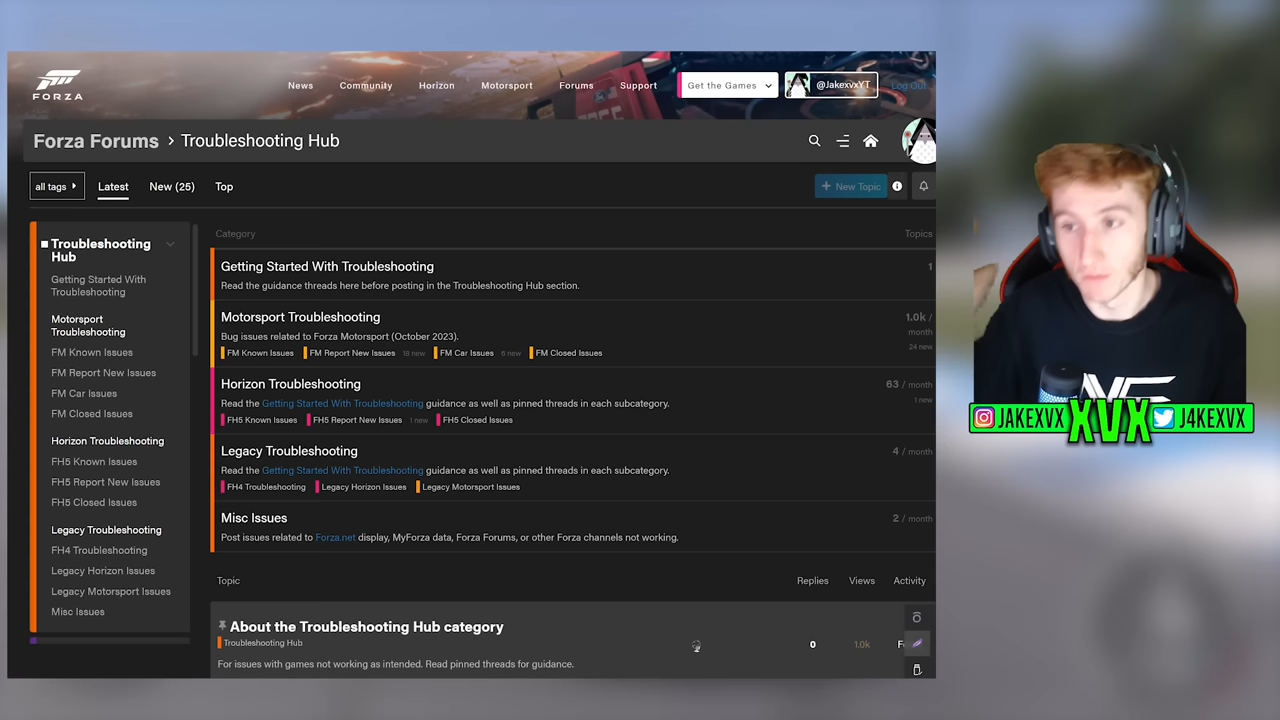 FORZA
News
Community
Horizon
Motorsport
Forums
Support
Get the Games
@JakexvxYT
Log Out
Forza Forums > Troubleshooting Hub
all tags
Latest
New (25)
Top
+ New Topic
Troubleshooting Hub
Getting Started With
Troubleshooting
Motorsport
Troubleshooting
FM Known Issues
FM Report New Issues
FM Car Issues
FM Closed Issues
Horizon Troubleshooting
FH5 Known Issues
FH5 Report New Issues
FH5 Closed Issues
Legacy Troubleshooting
FH4 Troubleshooting
Legacy Horizon Issues
Legacy Motorsport Issues
Misc Issues
Category Topics
Getting Started With Troubleshooting 1
Read the guidance threads here before posting in the Troubleshooting Hub section.
Motorsport Troubleshooting 1.0k /
month
Bug issues related to Forza Motorsport (October 2023).
24 new
FM Known Issues FM Report New Issues 18 new FM Car Issues 6 new FM Closed Issues
Horizon Troubleshooting 63 / month
Read the Getting Started With Troubleshooting guidance as well as pinned threads in each subcategory. 1 new
FH5 Known Issues FH5 Report New Issues 1 new FH5 Closed Issues
Legacy Troubleshooting 4 / month
Read the Getting Started With Troubleshooting guidance as well as pinned threads in each subcategory.
FH4 Troubleshooting Legacy Horizon Issues Legacy Motorsport Issues
Misc Issues 2 / month
Post issues related to Forza.net display, MyForza data, Forza Forums, or other Forza channels not working.
Topic Replies Views Activity
About the Troubleshooting Hub category
Troubleshooting Hub 0 1.0k
For issues with games not working as intended. Read pinned threads for guidance.
JAKEXVX XVX J4KEXVX